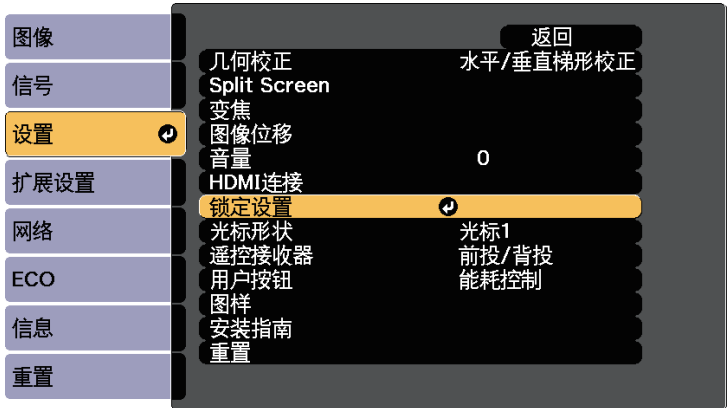 图像
信号
设置
扩展设置
网络
ECO
信息
重置
返回
几何校正 水平/垂直梯形校正
Split Screen
变焦
图像位移
音量 0
HDMI连接
锁定设置
光标形状 光标1
遥控接收器 前投/背投
用户按钮 能耗控制
图样
安装指南
重置